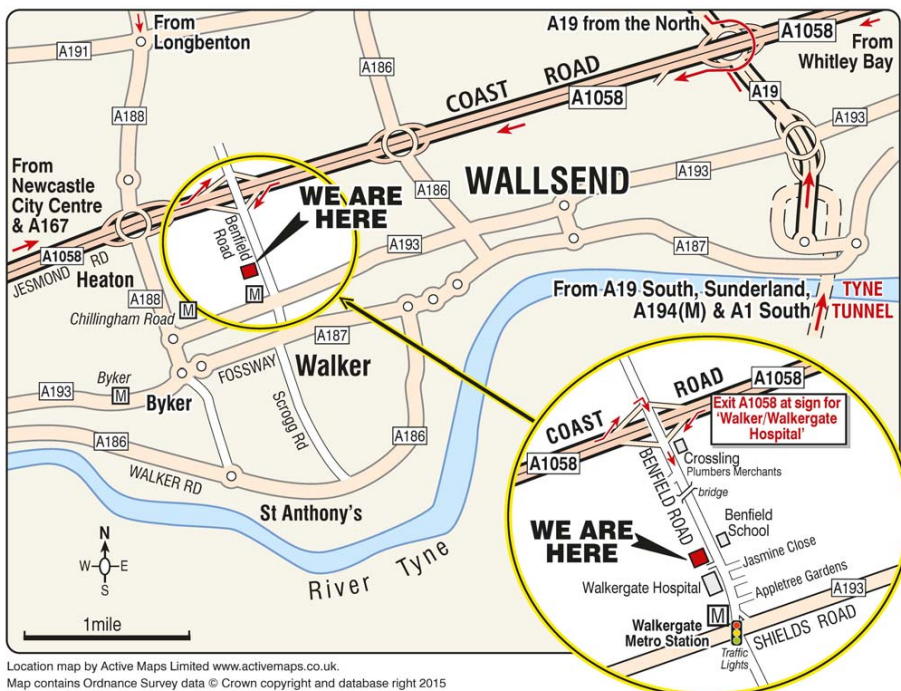 From
Longbenton
A191
A188
A186
A19 from the North
A1058
From
Whitley Bay
COAST ROAD
A1058
A19
A193
From
Newcastle
City Centre
& A167
WE ARE
HERE
Benfield
Road
A186
WALLSEND
A193
A193
A187
A1058
JESMOND RD
Heaton
A188
M
M
Chillingham Road
From A19 South, Sunderland,
A194(M) & A1 South
TYNE
TUNNEL
A187
FOSSWAY
Walker
Byker
M
A193
Byker
Scrogg Rd
A186
A186
WALKER RD
St Anthony's
River Tyne
N
W E
S
1mile
COAST ROAD
A1058
Exit A1058 at sign for
'Walker/Walkergate
Hospital'
A1058
BENFIELD ROAD
Crossling
Plumbers Merchants
bridge
Benfield
School
WE ARE
HERE
Jasmine Close
Walkergate Hospital
Appletree Gardens
A193
M
Walkergate
Metro Station
SHIELDS ROAD
Traffic
Lights
Location map by Active Maps Limited www.activemaps.co.uk.
Map contains Ordnance Survey data © Crown copyright and database right 2015